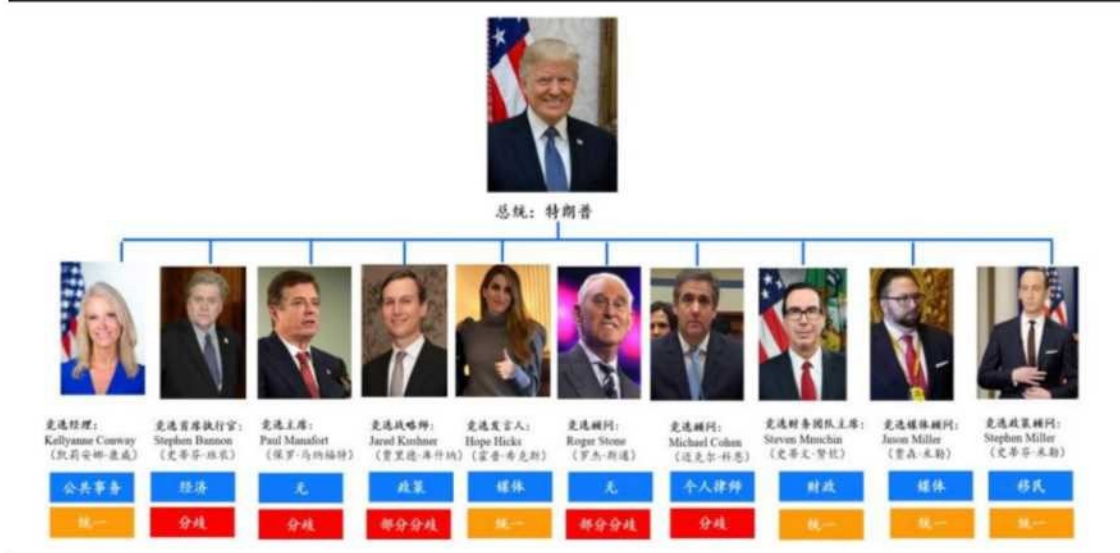 总统：特朗普
竞选经理：
Kellyanne Conway
（凯莉安娜·康威）
竞选首席执行官：
Stephen Bannon
（史蒂芬·班农）
竞选主席：
Paul Manafort
（保罗·马纳福特）
竞选战略师：
Jared Kushner
（贾里德·库什纳）
竞选发言人：
Hope Hicks
（霍普·希克斯）
竞选顾问：
Roger Stone
（罗杰·斯通）
竞选顾问：
Michael Cohen
（迈克尔·科恩）
竞选财务团队主席：
Steven Mnuchin
（史蒂文·努钦）
竞选媒体顾问：
Jason Miller
（贾森·米勒）
竞选政策顾问：
Stephen Miller
（史蒂芬·米勒）
公共事务 经济 无 政策 媒体 无 个人律师 财政 媒体 移民
统一 分歧 分歧 部分分歧 统一 部分分歧 分歧 统一 统一 统一